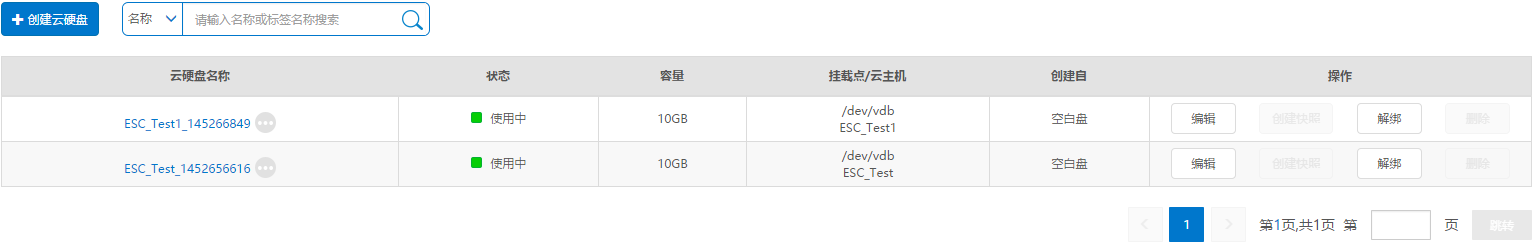 创建云硬盘
名称
请输入名称或标签名称搜索
云硬盘名称 状态 容量 挂载点/云主机 创建自 操作
ESC_Test1_145266849 使用中 10GB /dev/vdb 空白盘 编辑 创建快照 解绑 删除
ESC_Test1
ESC_Test_1452656616 使用中 10GB /dev/vdb 空白盘 编辑 创建快照 解绑 删除
ESC_Test
1 第1页,共1页 第 页 跳转